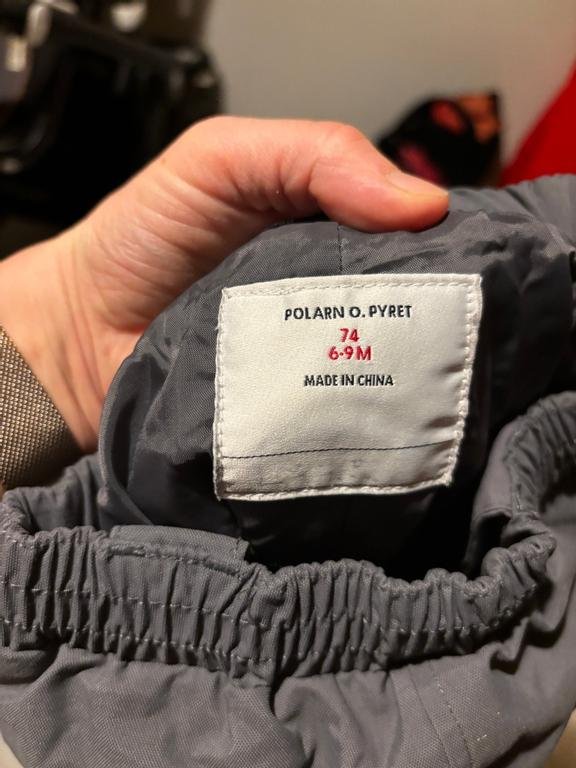 POLARN O. PYRET
74
6-9M
MADE IN CHINA